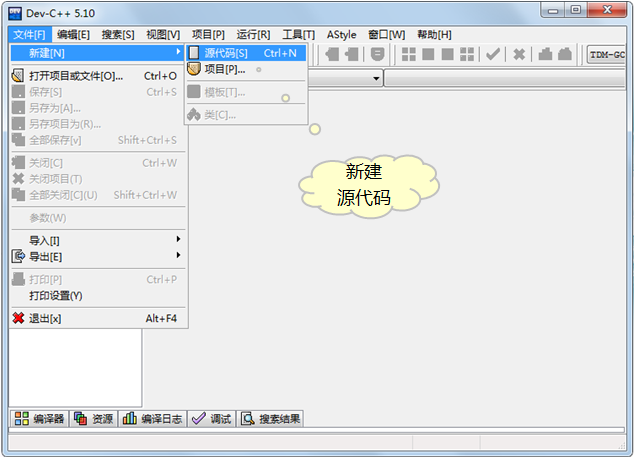 Dev-C++ 5.10
文件[F] 编辑[E] 搜索[S] 视图[V] 项目[P] 运行[R] 工具[T] AStyle 窗口[W] 帮助[H]
新建[N]
源代码[S] Ctrl+N
项目[P]...
模板[T]...
类[C]...
TDM-GC
打开项目或文件[O]... Ctrl+O
保存[S] Ctrl+S
另存为[A]...
另存项目为(R)...
全部保存[v] Shift+Ctrl+S
关闭[C] Ctrl+W
关闭项目(T)
全部关闭[C](U) Shift+Ctrl+W
参数(W)
导入[I]
导出[E]
打印[P] Ctrl+P
打印设置(Y)
退出[x] Alt+F4
新建
源代码
编译器 资源 编译日志 调试 搜索结果